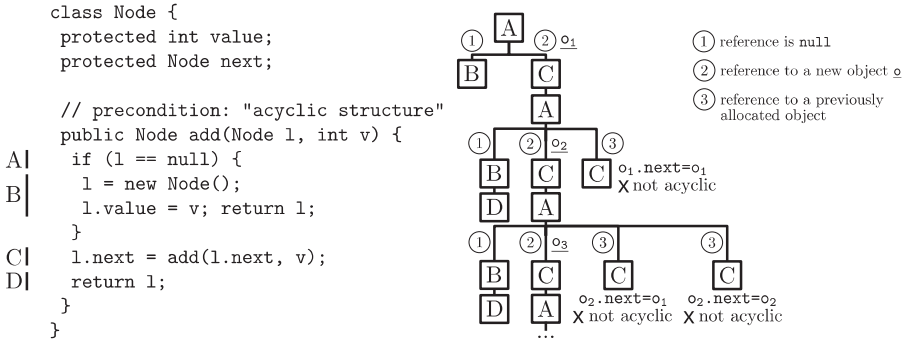 class Node {
protected int value;
protected Node next;
// precondition: "acyclic structure"
public Node add(Node l, int v) {
A if (l == null) {
B l = new Node();
l.value = v; return l;
}
C l.next = add(l.next, v);
D return l;
}
}
A
1 2 o1
B C
A
1 2 o2 3
B C C o1.next=o1
X not acyclic
D A
1 2 o3 3 3
B C C C
o2.next=o1 o2.next=o2
D A X not acyclic X not acyclic
...
1 reference is null
2 reference to a new object o
3 reference to a previously
allocated object